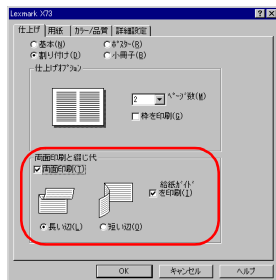 Lexmark X73
仕上げ 用紙 カラー/品質 詳細設定
基本(N) ポスター(R)
割り付け(D) 小冊子(B)
仕上げオプション
2 ページ数(M)
枠を印刷(G)
両面印刷と綴じ代
両面印刷(T)
給紙ガイド
を印刷(I)
長い辺(L) 短い辺(O)
OK キャンセル ヘルプ